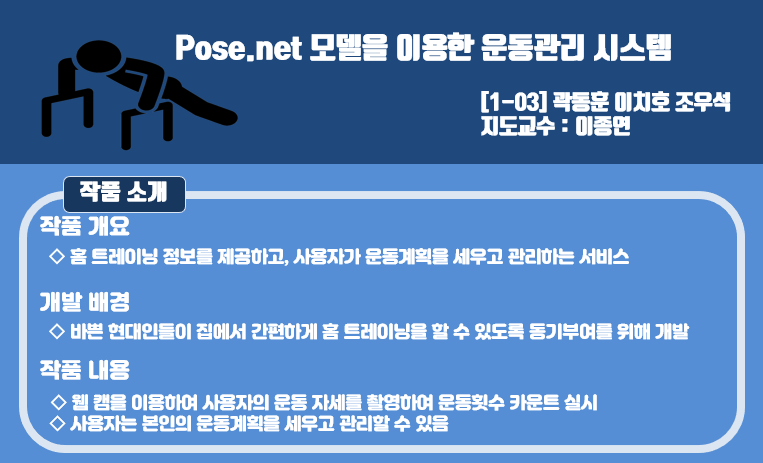 Pose.net 모델을 이용한 운동관리 시스템
[1-03] 곽동훈 이치호 조우석
지도교수 : 이종연
작품 소개
작품 개요
◇ 홈 트레이닝 정보를 제공하고, 사용자가 운동계획을 세우고 관리하는 서비스
개발 배경
◇ 바쁜 현대인들이 집에서 간편하게 홈 트레이닝을 할 수 있도록 동기부여를 위해 개발
작품 내용
◇ 웹 캠을 이용하여 사용자의 운동 자세를 촬영하여 운동횟수 카운트 실시
◇ 사용자는 본인의 운동계획을 세우고 관리할 수 있음